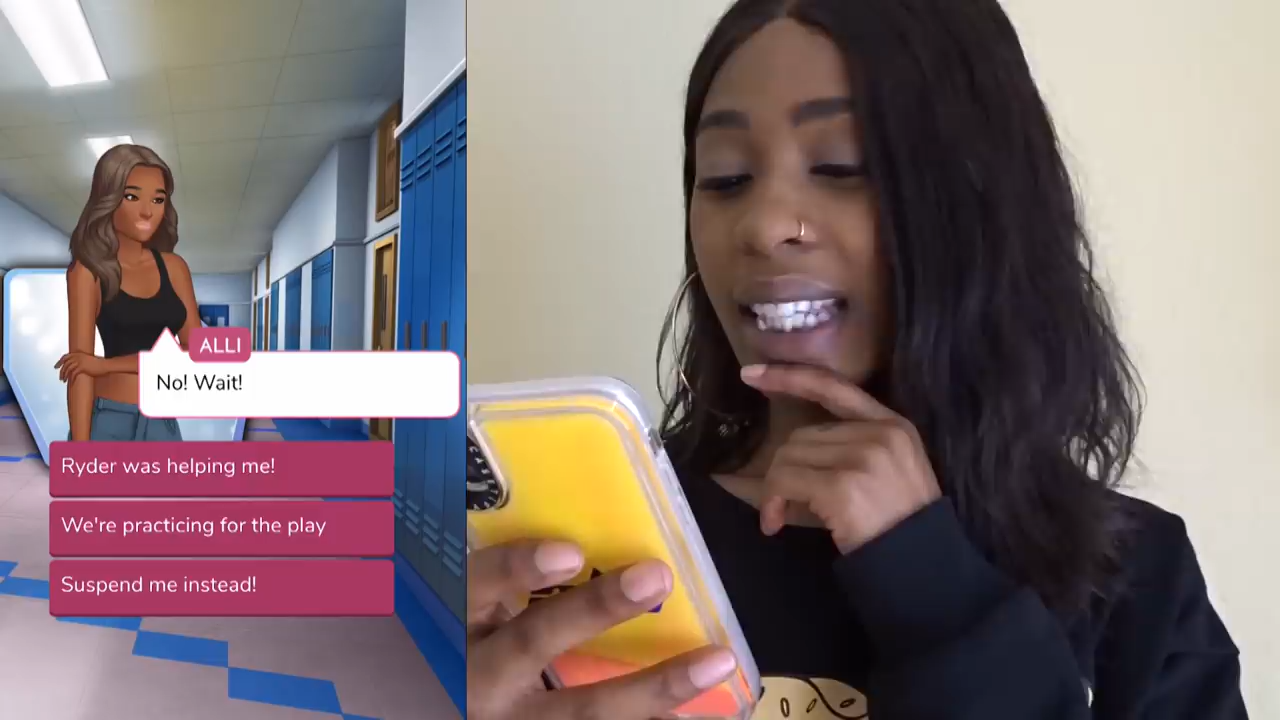 ALLI
No! Wait!
Ryder was helping me!
We're practicing for the play
Suspend me instead!